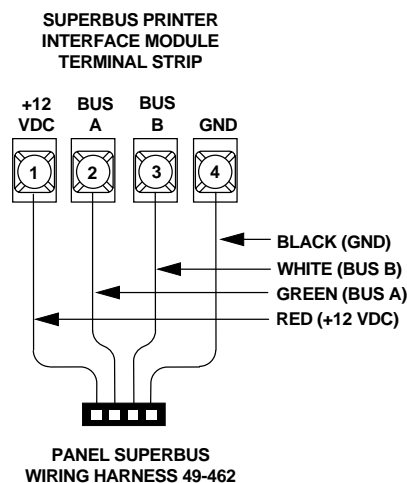 SUPERBUS PRINTER
INTERFACE MODULE
TERMINAL STRIP
+12 VDC
BUS A
BUS B
GND
1
2
3
4
BLACK (GND)
WHITE (BUS B)
GREEN (BUS A)
RED (+12 VDC)
PANEL SUPERBUS
WIRING HARNESS 49-462